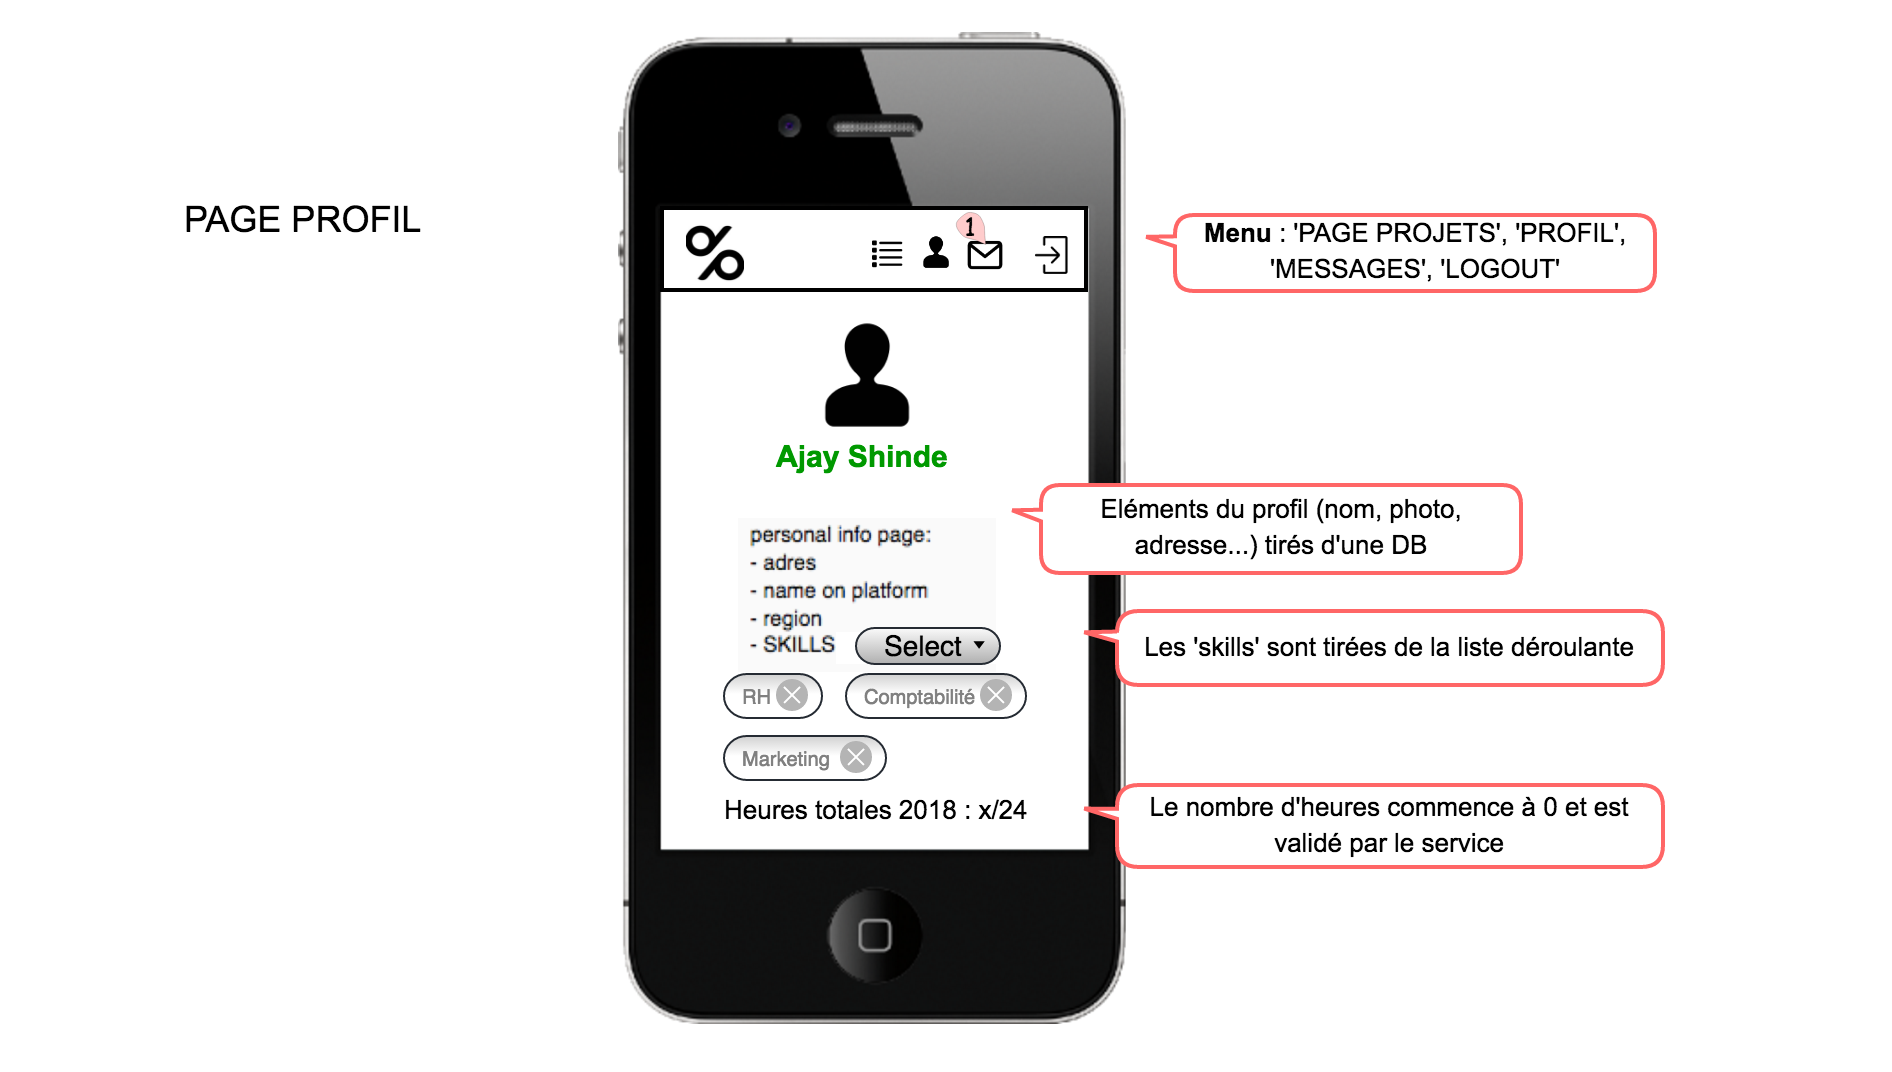 PAGE PROFIL
%
1
Menu : 'PAGE PROJETS', 'PROFIL',
'MESSAGES', 'LOGOUT'
Ajay Shinde
Eléments du profil (nom, photo,
adresse...) tirés d'une DB
personal info page:
- adres
- name on platform
- region
- SKILLS
Select
Les 'skills' sont tirées de la liste déroulante
RH
Comptabilité
Marketing
Heures totales 2018 : x/24
Le nombre d'heures commence à 0 et est
validé par le service